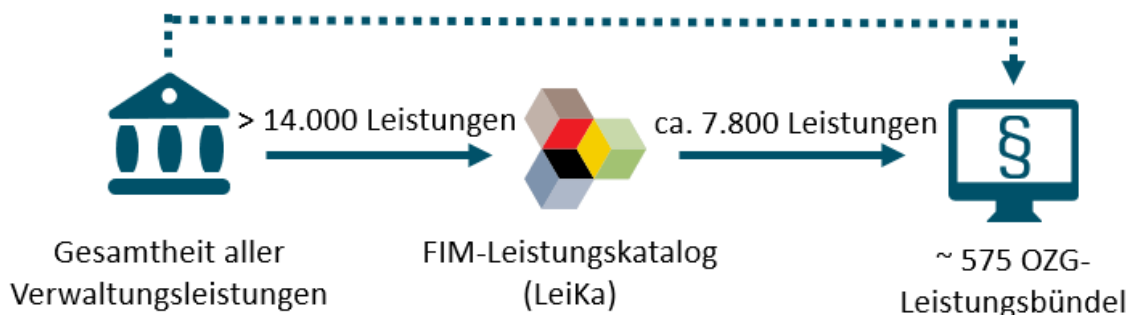 > 14.000 Leistungen
ca. 7.800 Leistungen
§
Gesamtheit aller
Verwaltungsleistungen
FIM-Leistungskatalog
(LeiKa)
~ 575 OZG-
Leistungsbündel